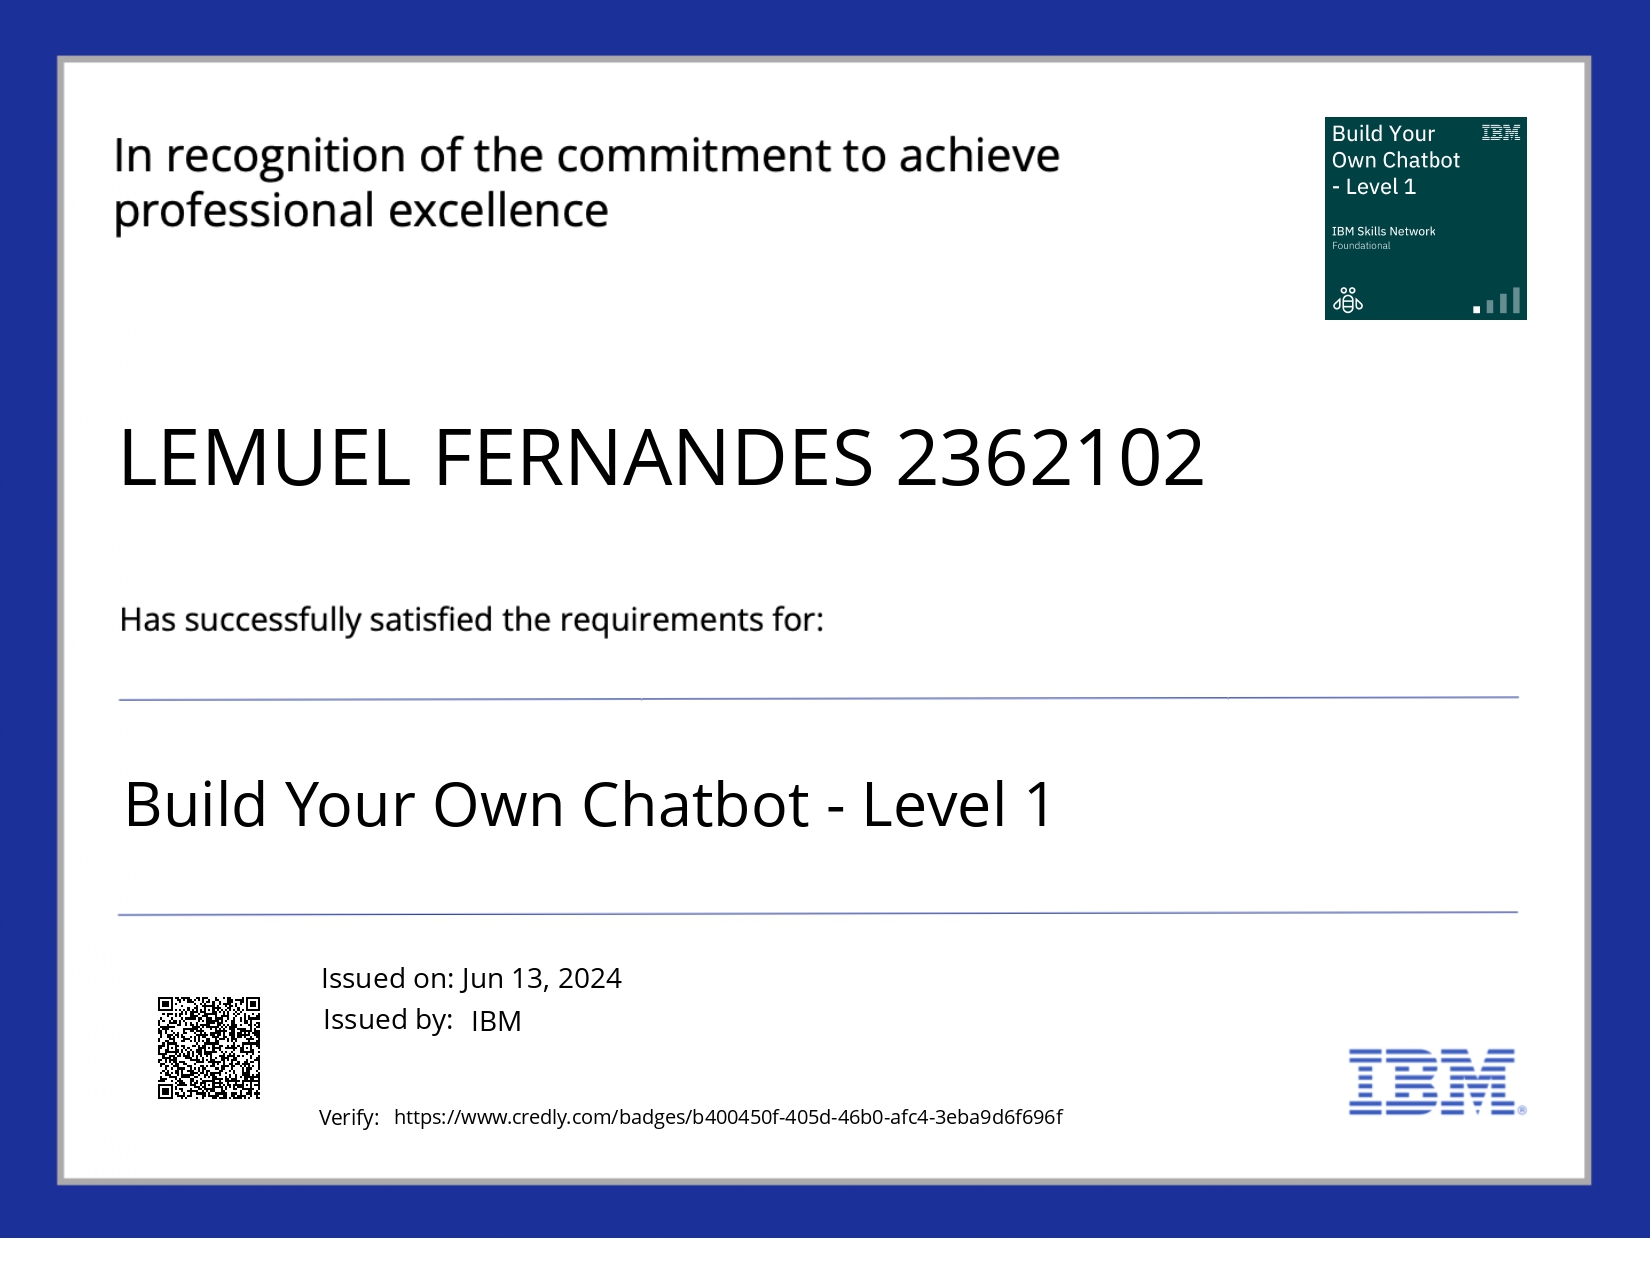 In recognition of the commitment to achieve
professional excellence
Build Your
Own Chatbot
- Level 1
IBM
IBM Skills Network
Foundational
LEMUEL FERNANDES 2362102
Has successfully satisfied the requirements for:
Build Your Own Chatbot - Level 1
Issued on: Jun 13, 2024
Issued by: IBM
Verify: https://www.credly.com/badges/b400450f-405d-46b0-afc4-3eba9d6f696f
IBM®